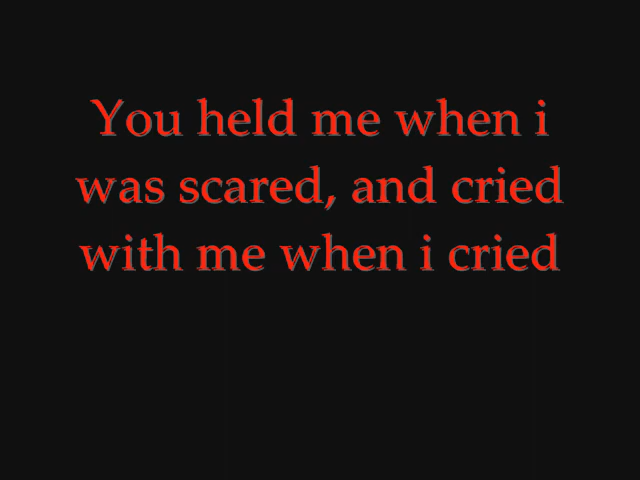 You held me when i
was scared, and cried
with me when i cried